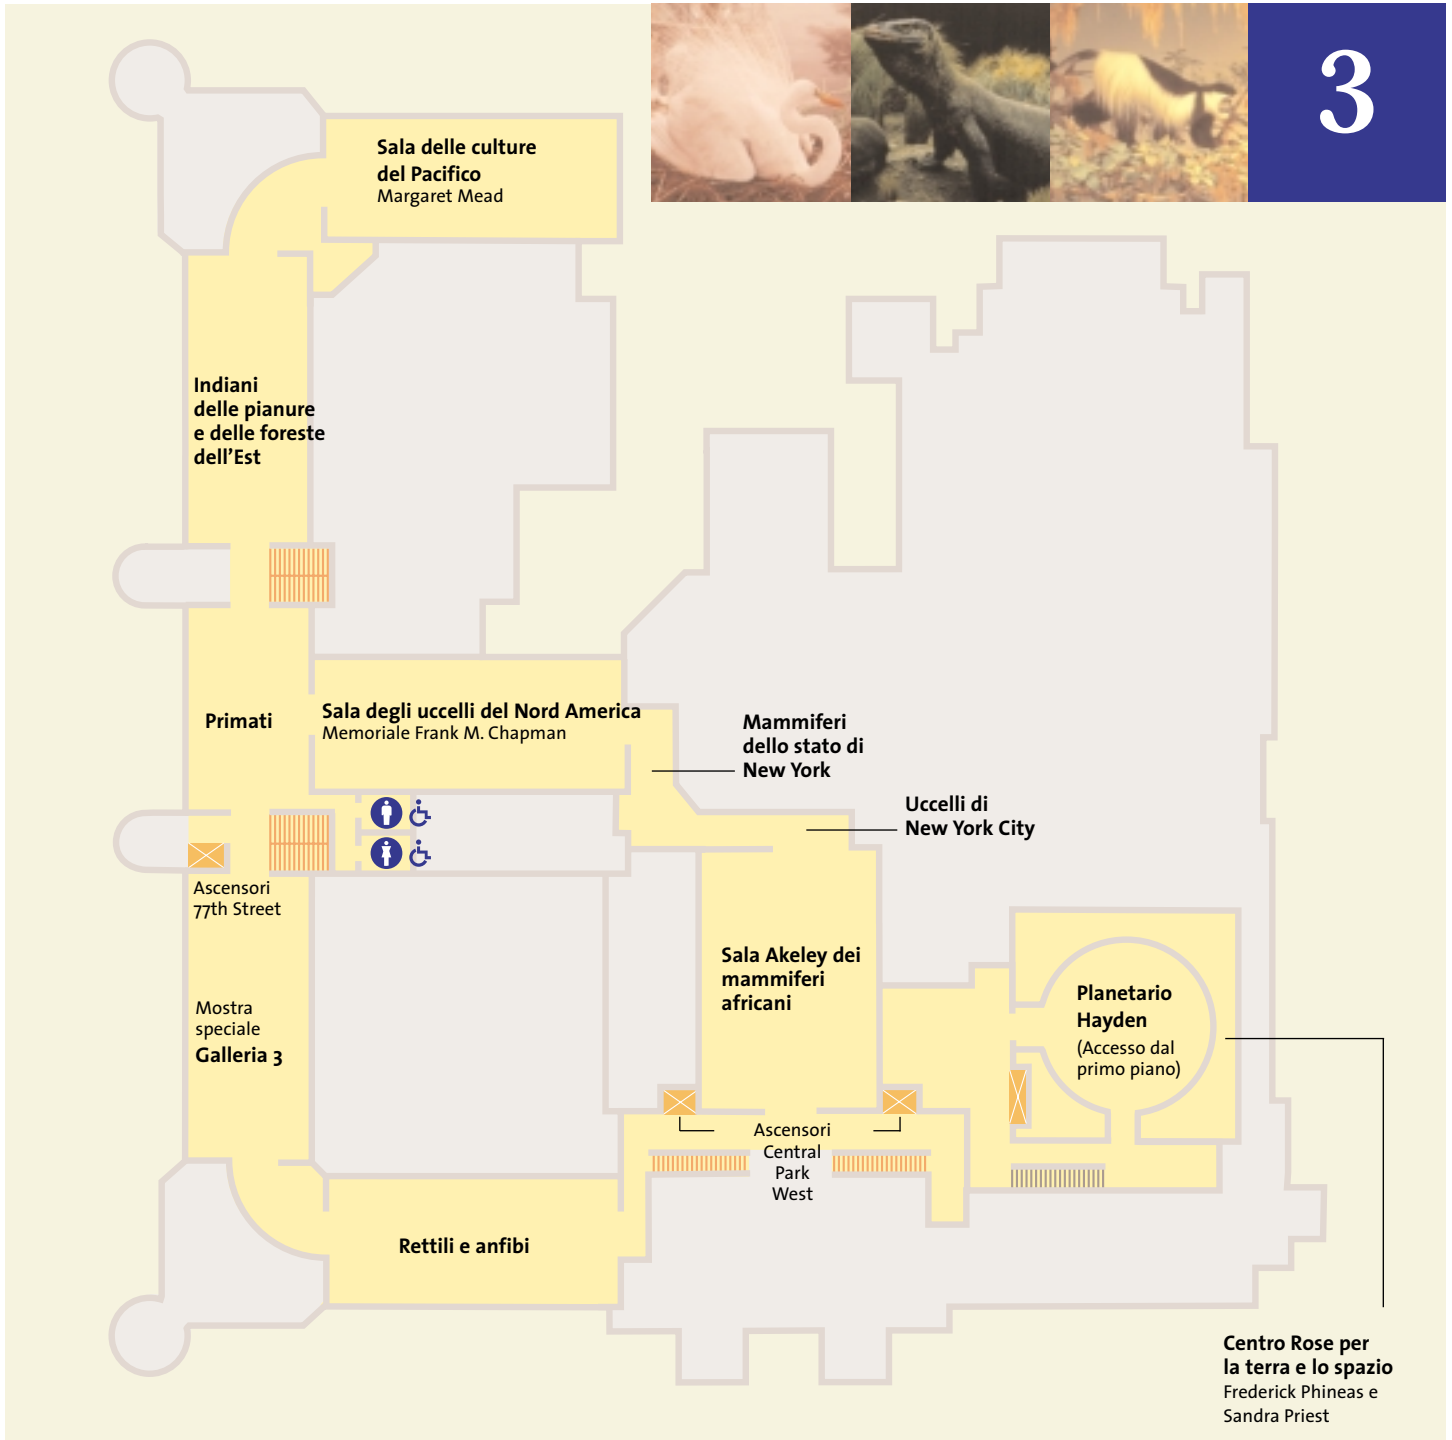 3
Sala delle culture
del Pacifico
Margaret Mead
Indiani
delle pianure
e delle foreste
dell’Est
Primati
Sala degli uccelli del Nord America
Memoriale Frank M. Chapman
Mammiferi
dello stato di
New York
Uccelli di
New York City
Ascensori
77th Street
Sala Akeley dei
mammiferi
africani
Planetario
Hayden
(Accesso dal
primo piano)
Mostra
speciale
Galleria 3
Ascensori
Central
Park
West
Rettili e anfibi
Centro Rose per
la terra e lo spazio
Frederick Phineas e
Sandra Priest